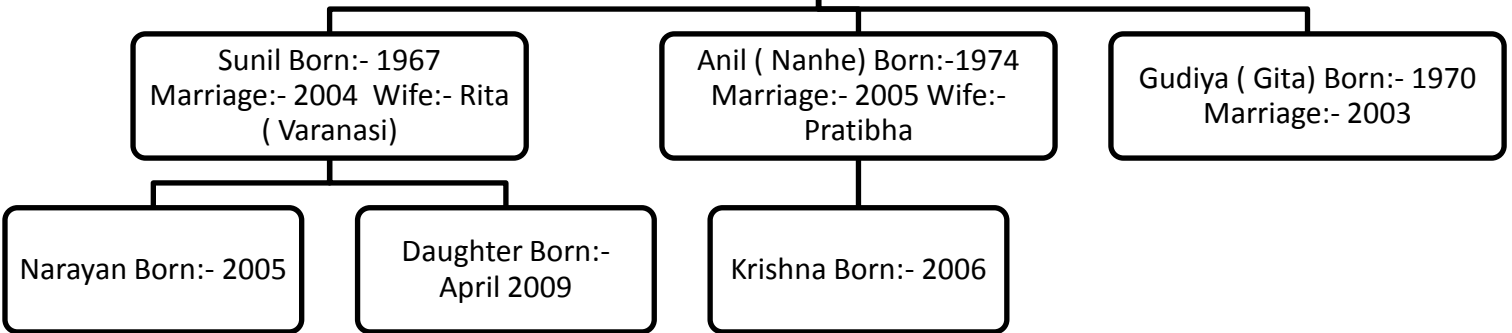 Sunil Born:- 1967
Marriage:- 2004  Wife:- Rita
( Varanasi)
Anil ( Nanhe) Born:-1974
Marriage:- 2005 Wife:-
Pratibha
Gudiya ( Gita) Born:- 1970
Marriage:- 2003
Narayan Born:- 2005
Daughter Born:-
April 2009
Krishna Born:- 2006